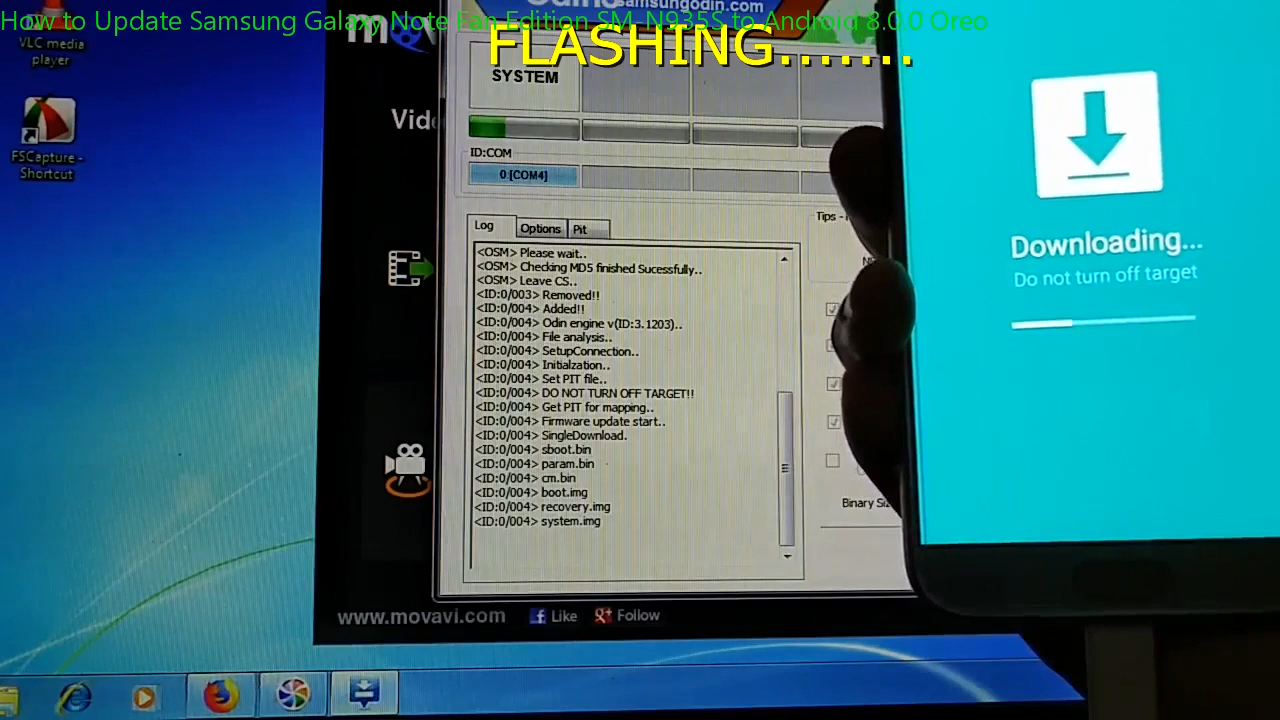 How to Update Samsung Galaxy Note Fan Edition SM-N935S to Android 8.0.0 Oreo
samsungodin.com
FLASHING.......
VLC media
player
FSCapture -
Shortcut
SYSTEM
ID:COM
0:[COM4]
Log
Options
Pit
Tips -
<OSM> Please wait..
<OSM> Checking MD5 finished Sucessfully..
<OSM> Leave CS..
<ID:0/003> Removed!!
<ID:0/004> Added!!
<ID:0/004> Odin engine v(ID:3.1203)..
<ID:0/004> File analysis..
<ID:0/004> SetupConnection..
<ID:0/004> Initialzation..
<ID:0/004> Set PIT file..
<ID:0/004> DO NOT TURN OFF TARGET!!
<ID:0/004> Get PIT for mapping..
<ID:0/004> Firmware update start..
<ID:0/004> SingleDownload.
<ID:0/004> sboot.bin
<ID:0/004> param.bin
<ID:0/004> cm.bin
<ID:0/004> boot.img
<ID:0/004> recovery.img
<ID:0/004> system.img
Binary
Downloading...
Do not turn off target
www.movavi.com
Like
Follow